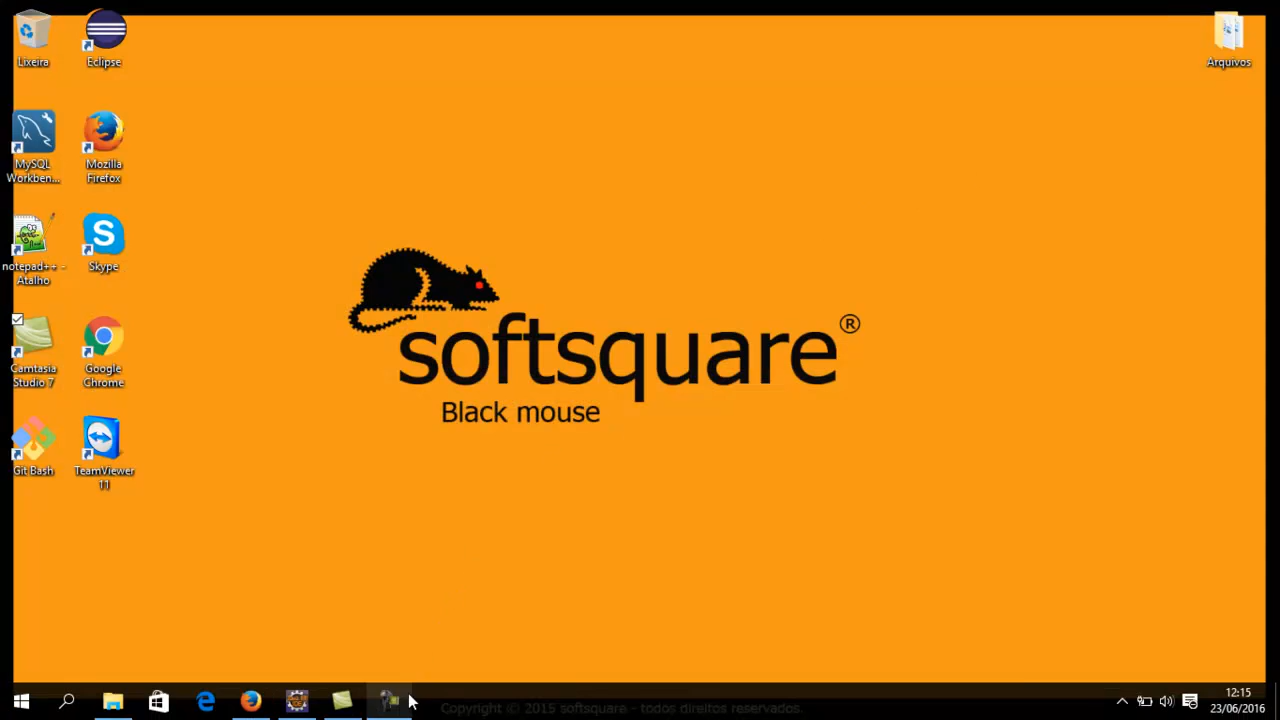 Lixeira
Eclipse
Arquivos
MySQL
Workben...
Mozilla
Firefox
notepad++ -
Atalho
S
Skype
Camtasia
Studio 7
Google
Chrome
Git Bash
TeamViewer
11
softsquare®
Black mouse
Copyright © 2015 softsquare - todos direitos reservados.
12:15
23/06/2016